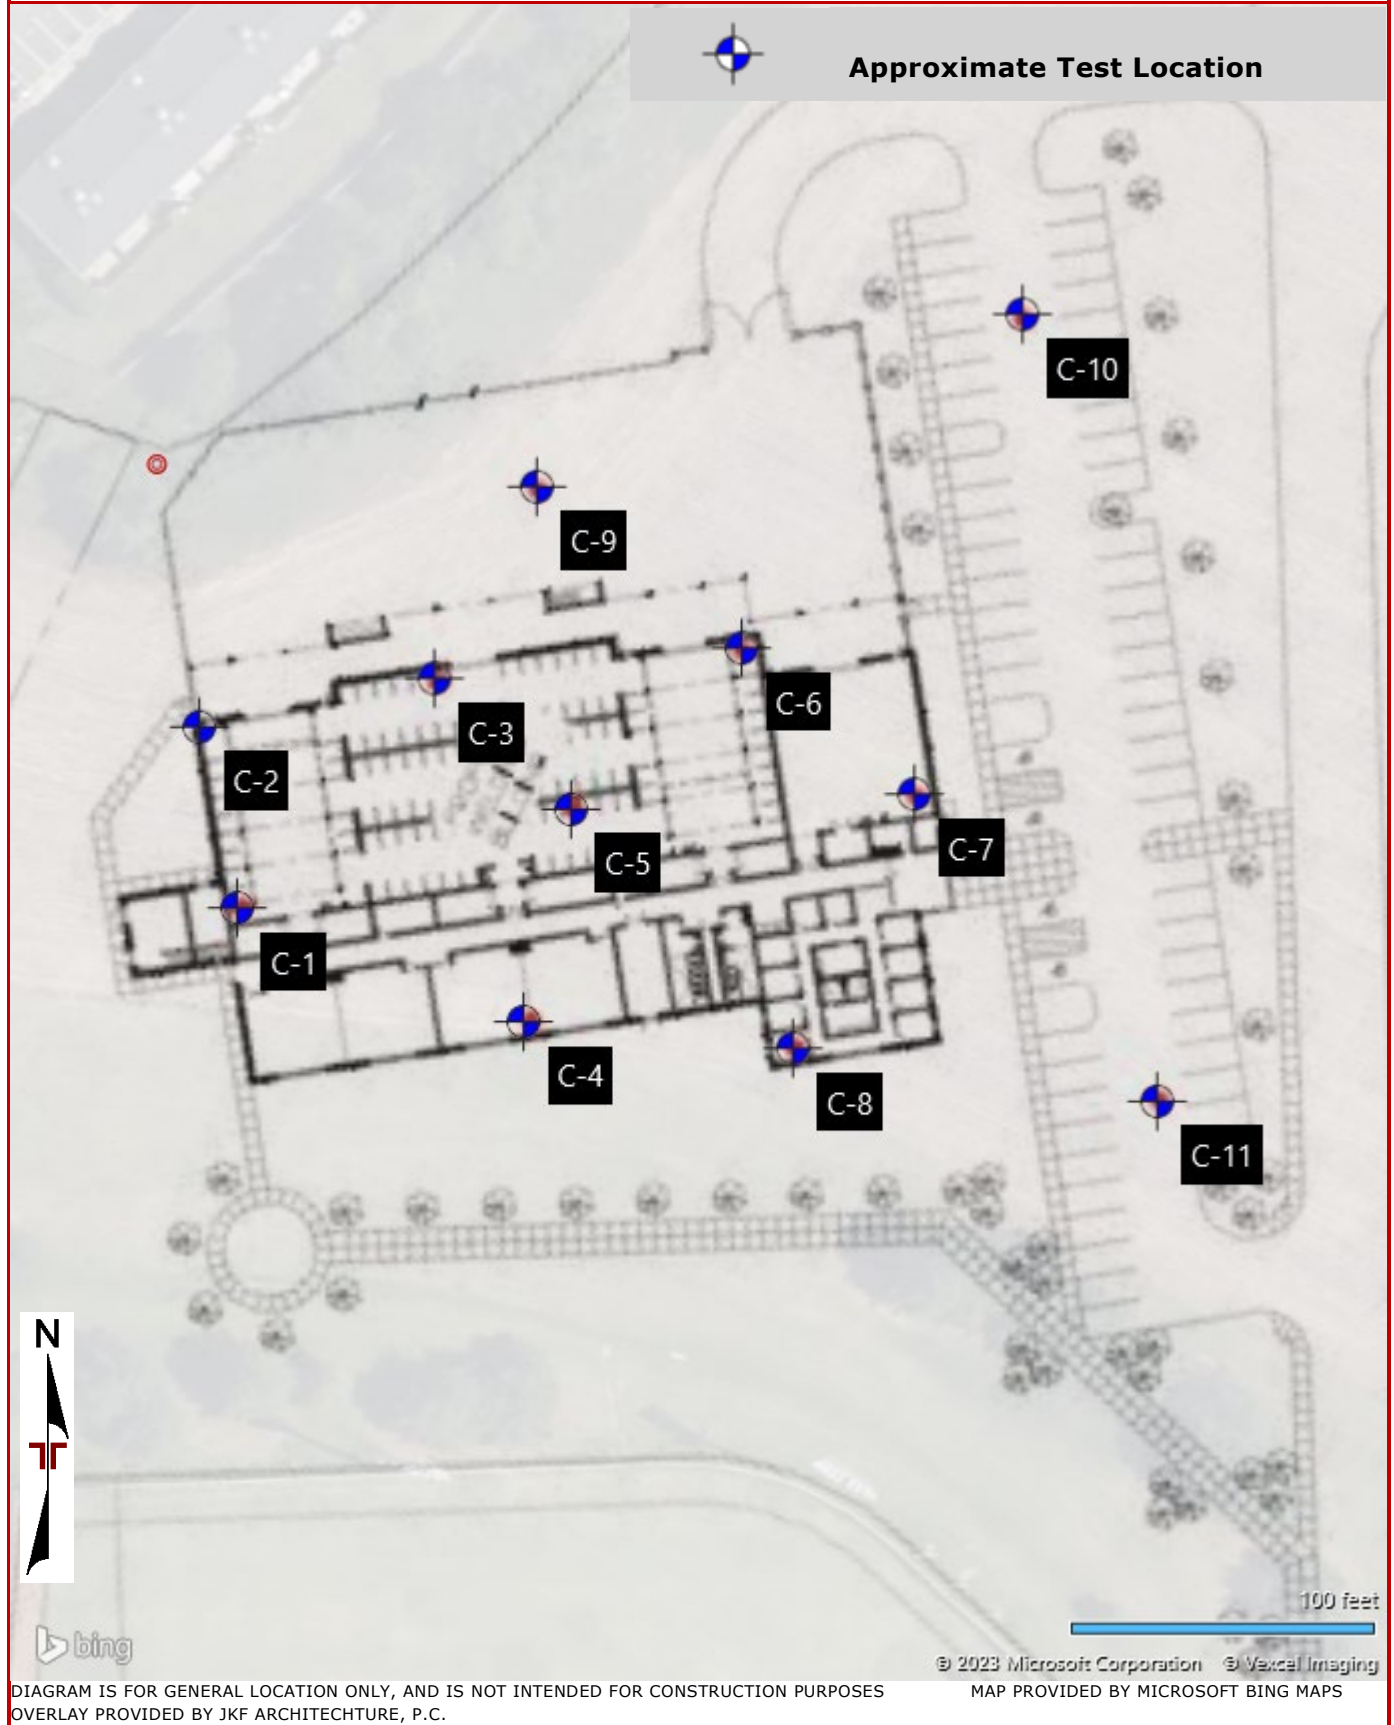 Approximate Test Location
C-10
C-9
C-6
C-3
C-2
C-7
C-5
C-1
C-4
C-8
C-11
N
100 feet
bing
© 2023 Microsoft Corporation © Vexcel Imaging
DIAGRAM IS FOR GENERAL LOCATION ONLY, AND IS NOT INTENDED FOR CONSTRUCTION PURPOSES MAP PROVIDED BY MICROSOFT BING MAPS
OVERLAY PROVIDED BY JKF ARCHITECHTURE, P.C.